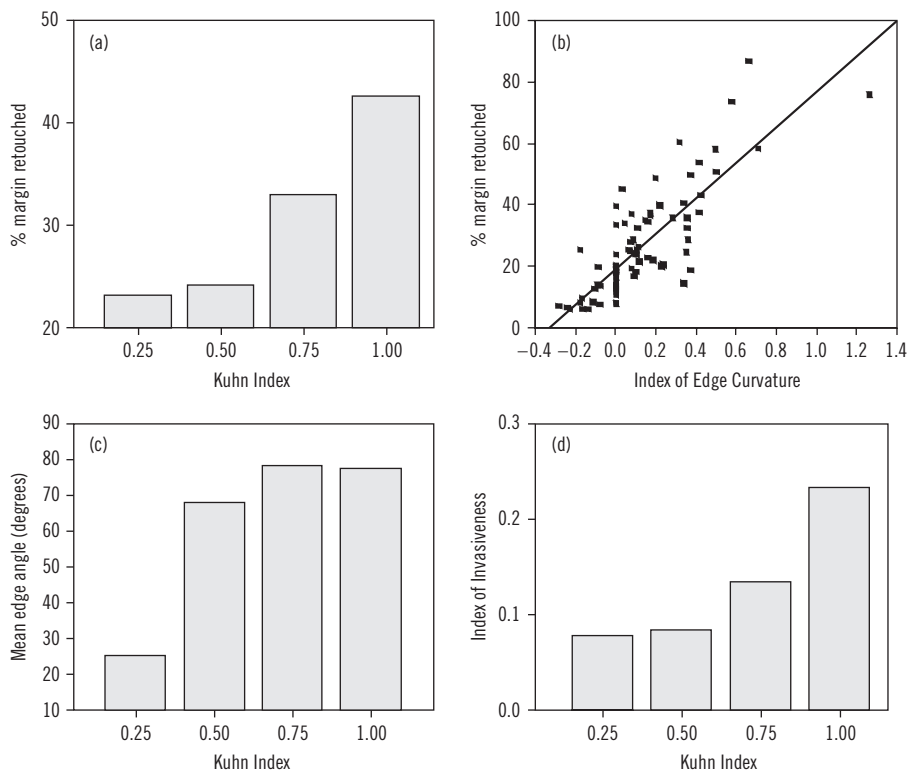 (a)
% margin retouched
50
40
30
20
0.25 0.50 0.75 1.00
Kuhn Index
(b)
% margin retouched
100
80
60
40
20
0
−0.4 −0.2 0.0 0.2 0.4 0.6 0.8 1.0 1.2 1.4
Index of Edge Curvature
(c)
Mean edge angle (degrees)
90
80
70
60
50
40
30
20
10
0.25 0.50 0.75 1.00
Kuhn Index
(d)
Index of Invasiveness
0.3
0.2
0.1
0.0
0.25 0.50 0.75 1.00
Kuhn Index